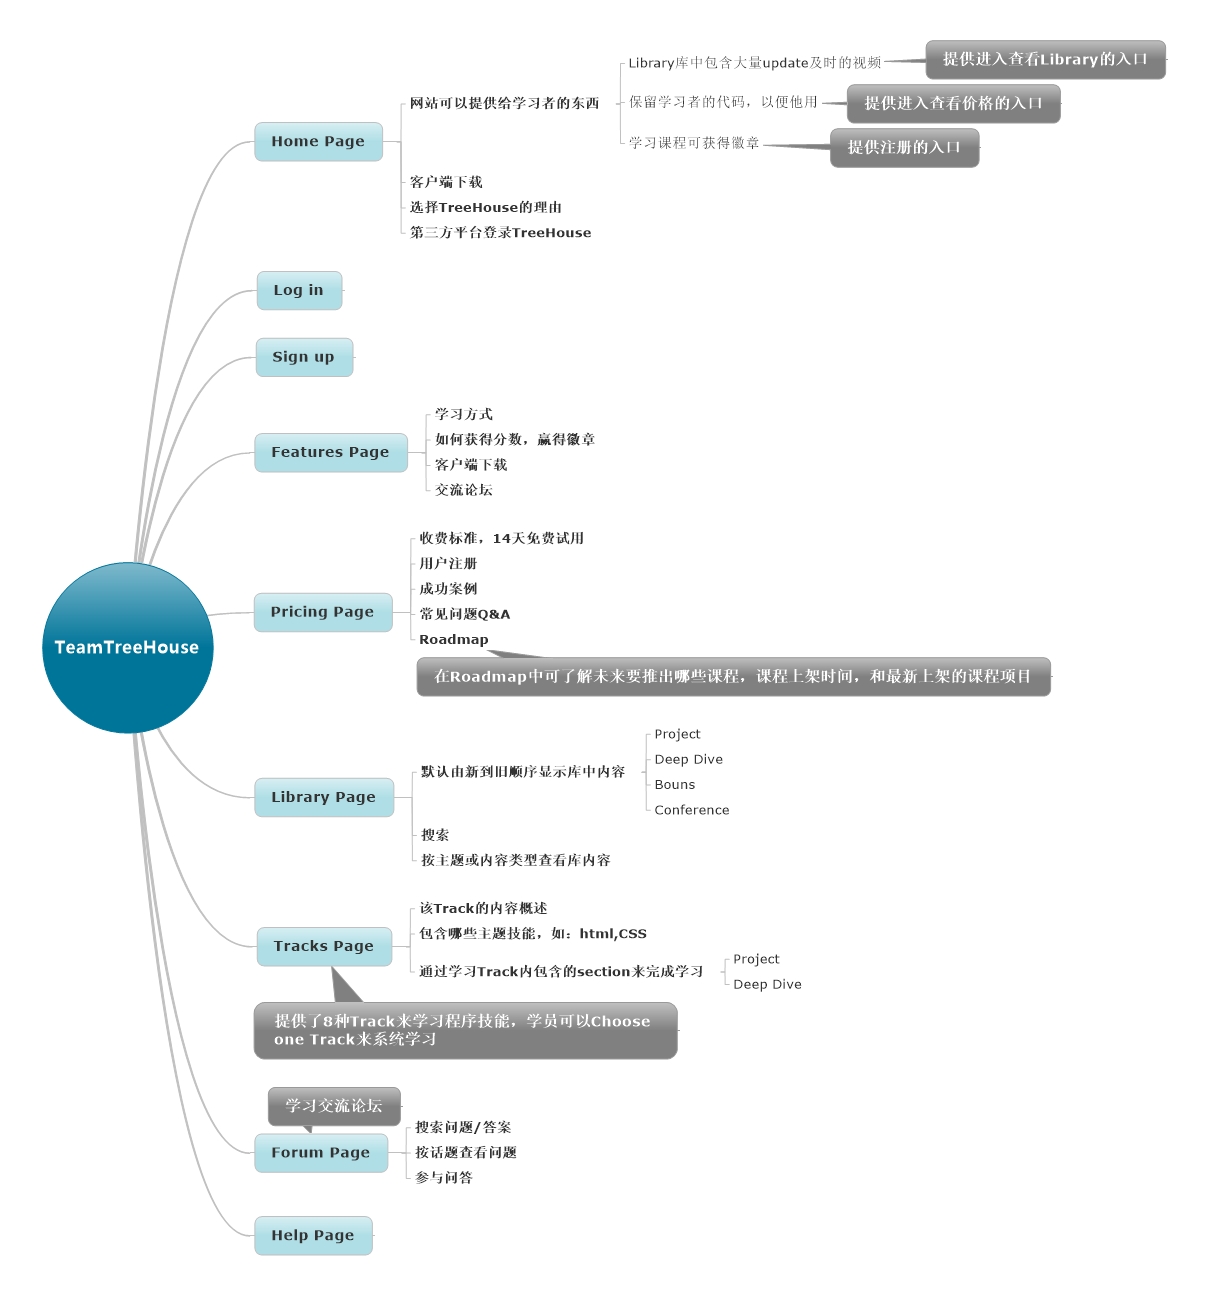 TeamTreeHouse
Home Page
网站可以提供给学习者的东西
Library库中包含大量update及时的视频
提供进入查看Library的入口
保留学习者的代码，以便他用
提供进入查看价格的入口
学习课程可获得徽章
提供注册的入口
客户端下载
选择TreeHouse的理由
第三方平台登录TreeHouse
Log in
Sign up
Features Page
学习方式
如何获得分数，赢得徽章
客户端下载
交流论坛
Pricing Page
收费标准，14天免费试用
用户注册
成功案例
常见问题Q&A
Roadmap
在Roadmap中可了解未来要推出哪些课程，课程上架时间，和最新上架的课程项目
Library Page
默认由新到旧顺序显示库中内容
Project
Deep Dive
Bouns
Conference
搜索
按主题或内容类型查看库内容
Tracks Page
该Track的内容概述
包含哪些主题技能，如：html,CSS
通过学习Track内包含的section来完成学习
Project
Deep Dive
提供了8种Track来学习程序技能，学员可以Choose
one Track来系统学习
学习交流论坛
Forum Page
搜索问题/答案
按话题查看问题
参与问答
Help Page